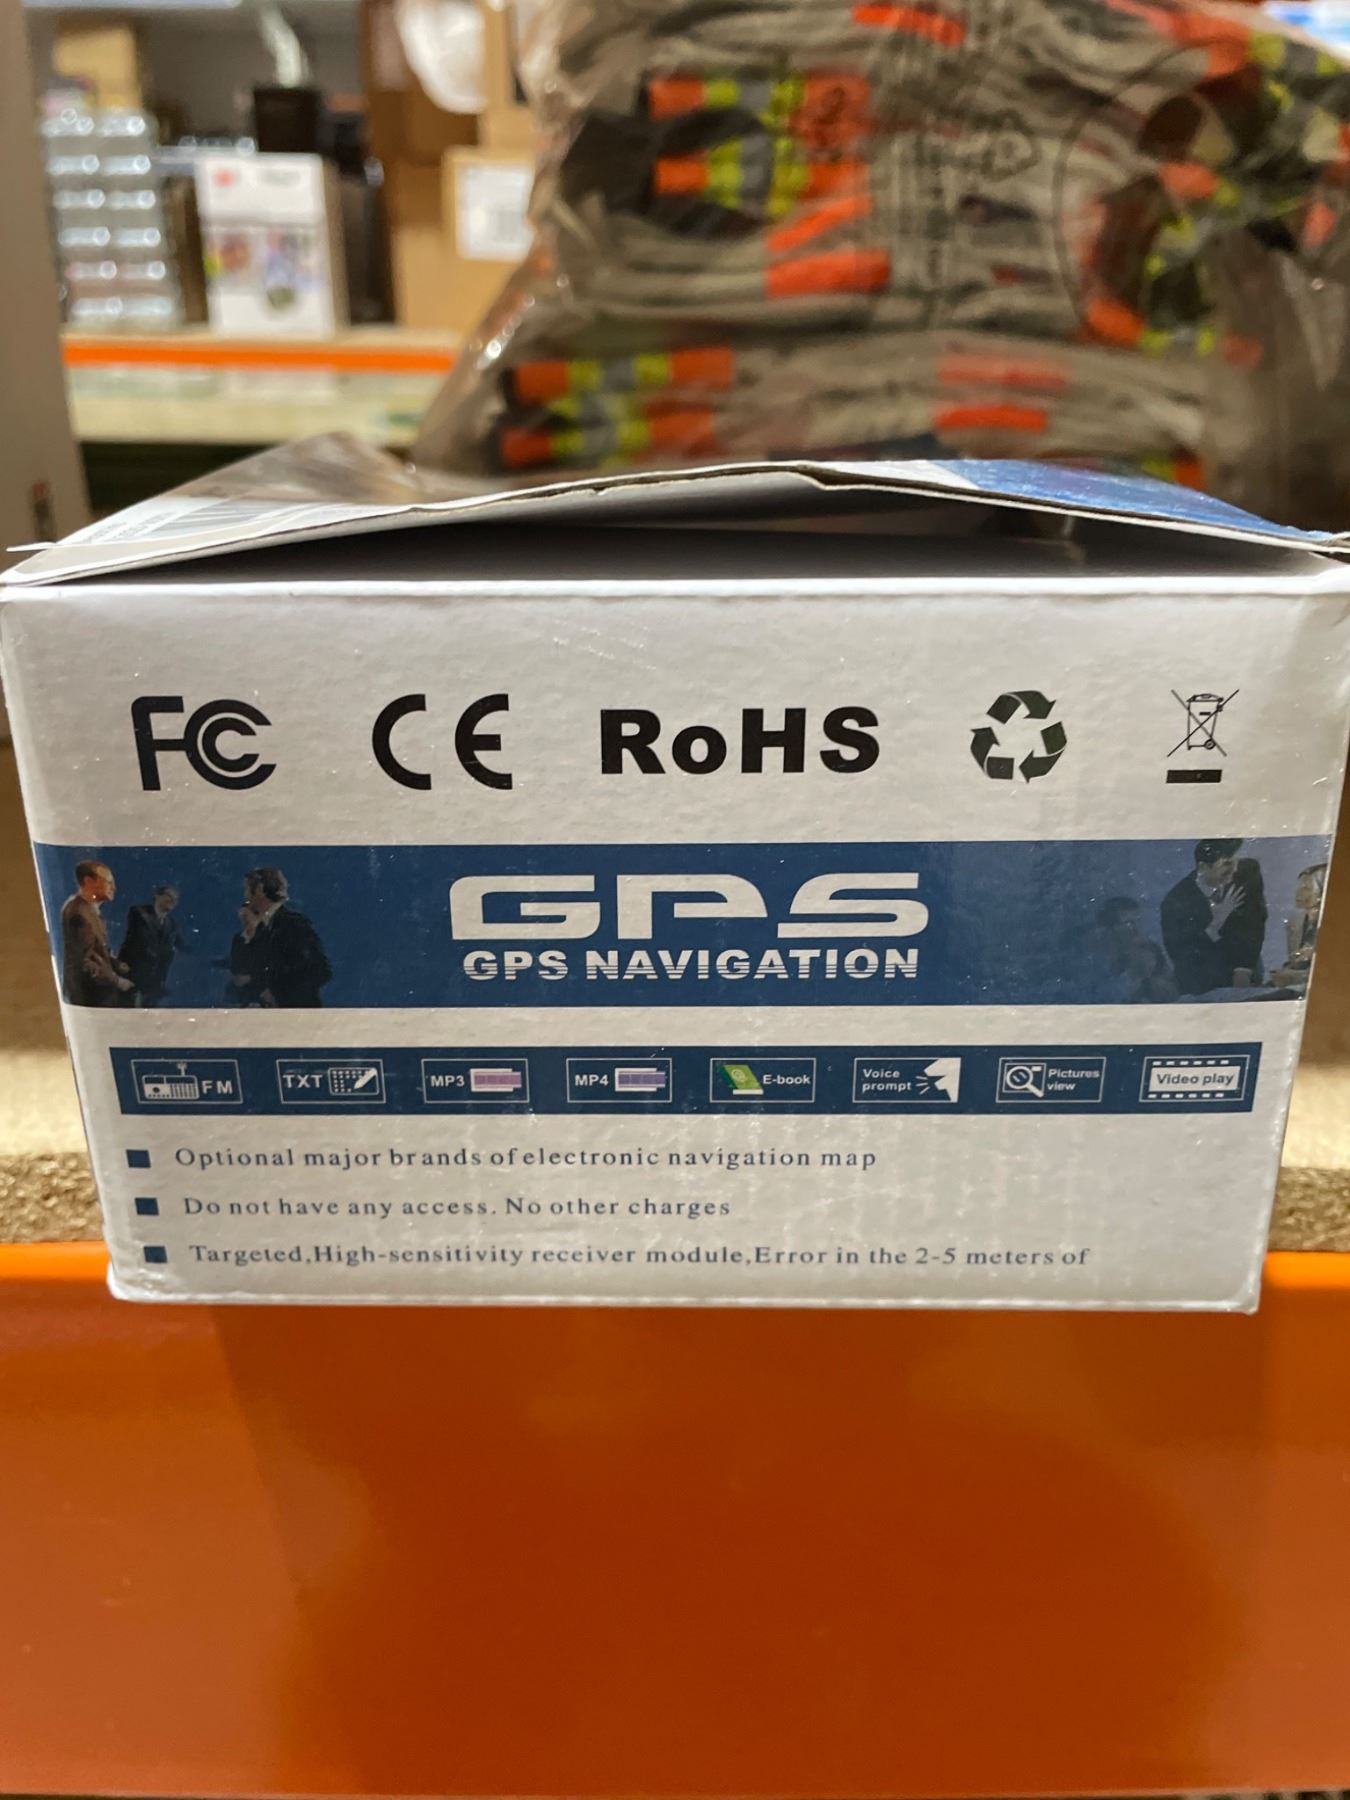 FC CE RoHS
GPS
GPS NAVIGATION
FM TXT MP3 MP4 E-book Voice prompt Pictures view Video play
Optional major brands of electronic navigation map
Do not have any access. No other charges
Targeted,High-sensitivity receiver module,Error in the 2-5 meters of